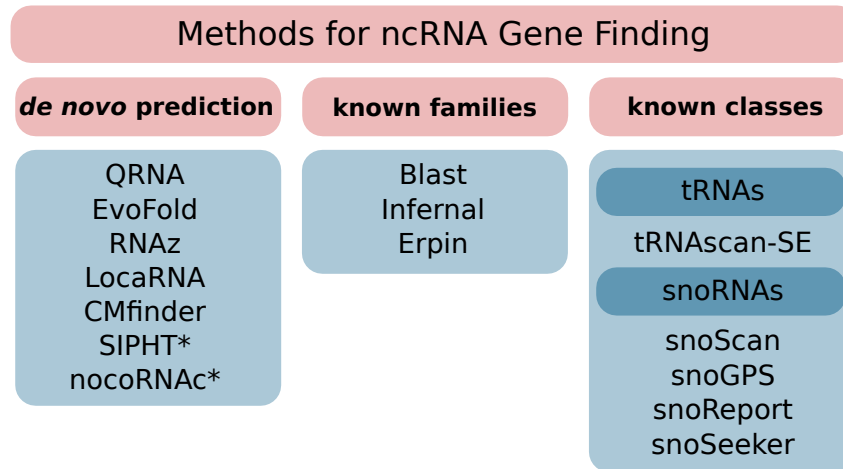 Methods for ncRNA Gene Finding
de novo prediction
QRNA
EvoFold
RNAz
LocaRNA
CMfinder
SIPHT*
nocoRNAc*
known families
Blast
Infernal
Erpin
known classes
tRNAs
tRNAscan-SE
snoRNAs
snoScan
snoGPS
snoReport
snoSeeker